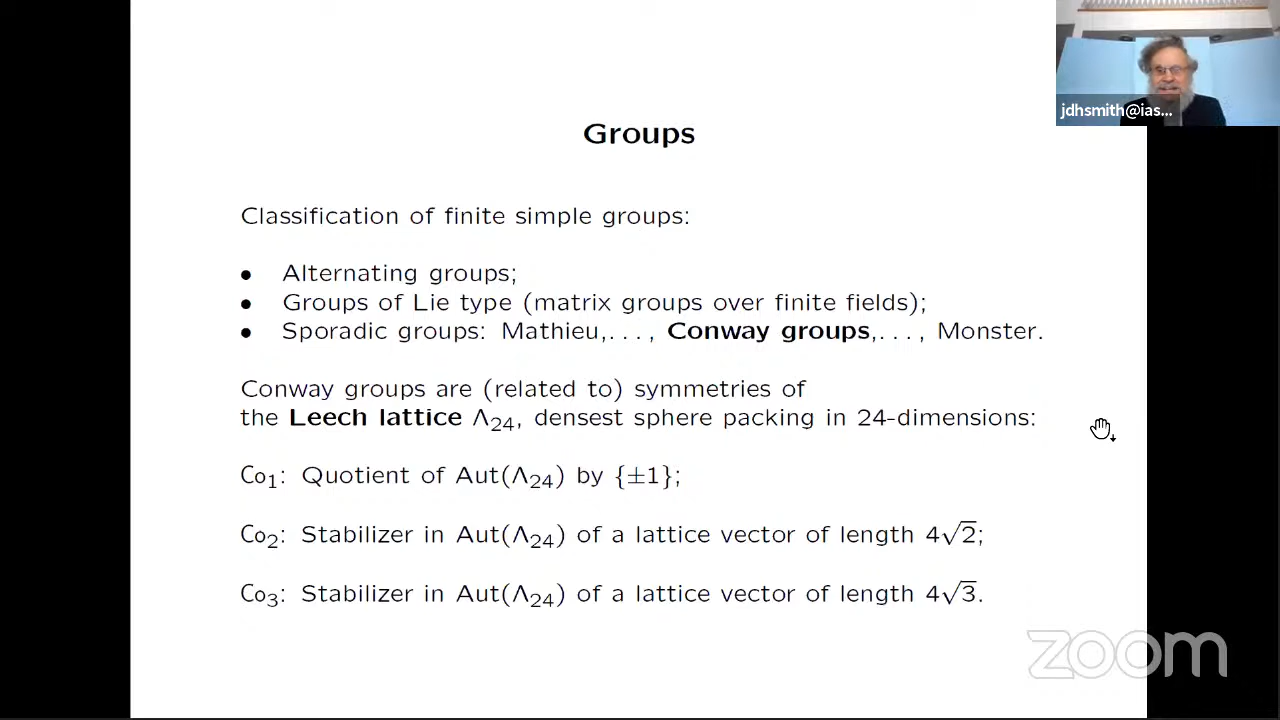 jdhsmith@ias...
Groups
Classification of finite simple groups:
• Alternating groups;
• Groups of Lie type (matrix groups over finite fields);
• Sporadic groups: Mathieu,..., Conway groups,..., Monster.
Conway groups are (related to) symmetries of
the Leech lattice Λ₂₄, densest sphere packing in 24-dimensions:
Co₁: Quotient of Aut(Λ₂₄) by {±1};
Co₂: Stabilizer in Aut(Λ₂₄) of a lattice vector of length 4√2;
Co₃: Stabilizer in Aut(Λ₂₄) of a lattice vector of length 4√3.
zoom